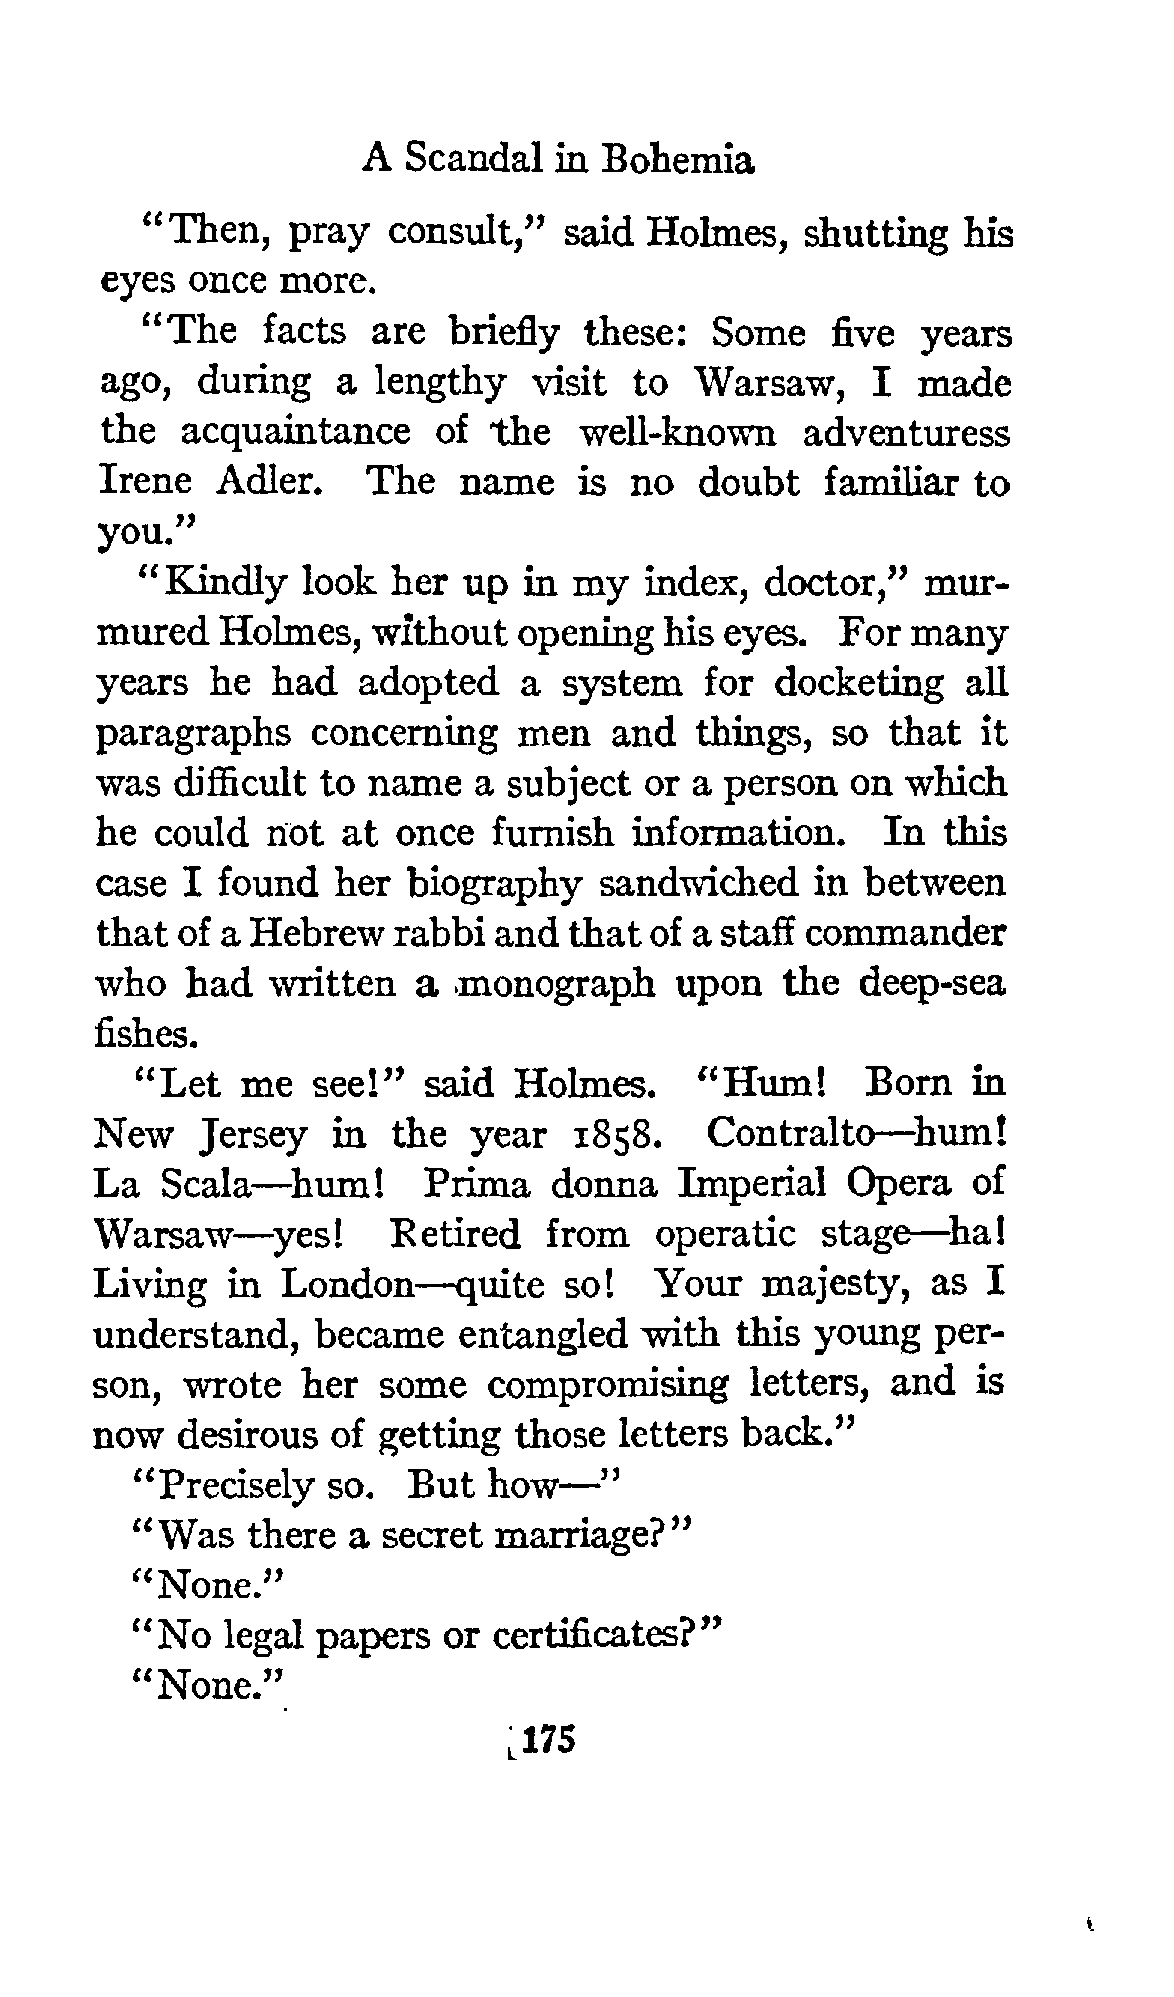 A Scandal in Bohemia
“Then, pray consult,” said Holmes, shutting his
eyes once more.
“The facts are briefly these: Some five years
ago, during a lengthy visit to Warsaw, I made
the acquaintance of the well-known adventuress
Irene Adler. The name is no doubt familiar to
you.”
“Kindly look her up in my index, doctor,” mur-
mured Holmes, without opening his eyes. For many
years he had adopted a system for docketing all
paragraphs concerning men and things, so that it
was difficult to name a subject or a person on which
he could not at once furnish information. In this
case I found her biography sandwiched in between
that of a Hebrew rabbi and that of a staff commander
who had written a monograph upon the deep-sea
fishes.
“Let me see!” said Holmes. “Hum! Born in
New Jersey in the year 1858. Contralto—hum!
La Scala—hum! Prima donna Imperial Opera of
Warsaw—yes! Retired from operatic stage—ha!
Living in London—quite so! Your majesty, as I
understand, became entangled with this young per-
son, wrote her some compromising letters, and is
now desirous of getting those letters back.”
“Precisely so. But how—”
“Was there a secret marriage?”
“None.”
“No legal papers or certificates?”
“None.”
175